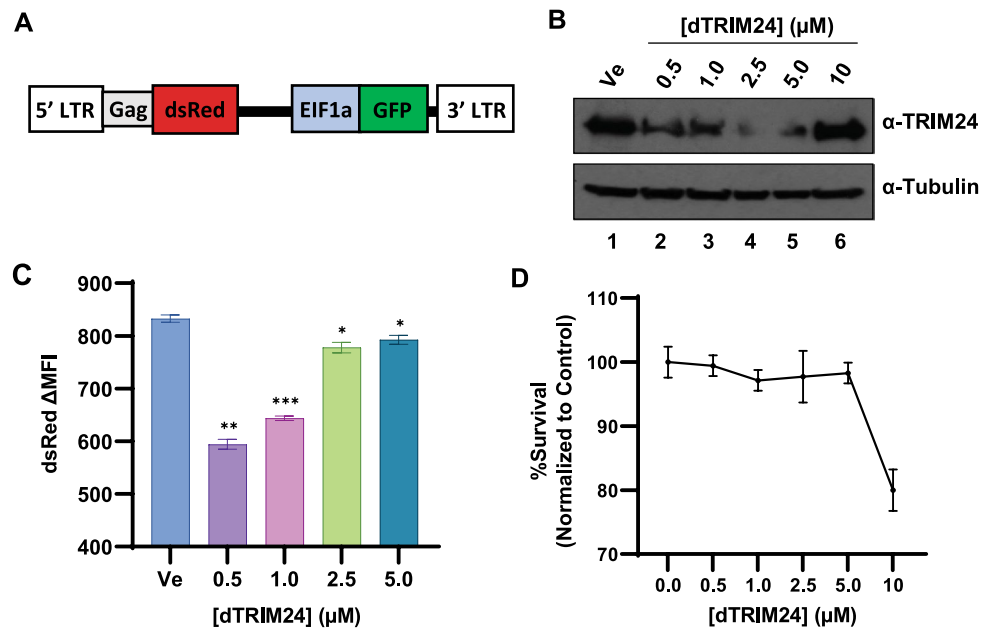 A
5' LTR Gag dsRed EIF1a GFP 3' LTR
B
[dTRIM24] (µM)
Ve 0.5 1.0 2.5 5.0 10
α-TRIM24
α-Tubulin
1 2 3 4 5 6
C
dsRed ΔMFI
900
800
700
600
500
400
** *** * *
Ve 0.5 1.0 2.5 5.0
[dTRIM24] (µM)
D
%Survival
(Normalized to Control)
110
100
90
80
70
0.0 0.5 1.0 2.5 5.0 10
[dTRIM24] (µM)